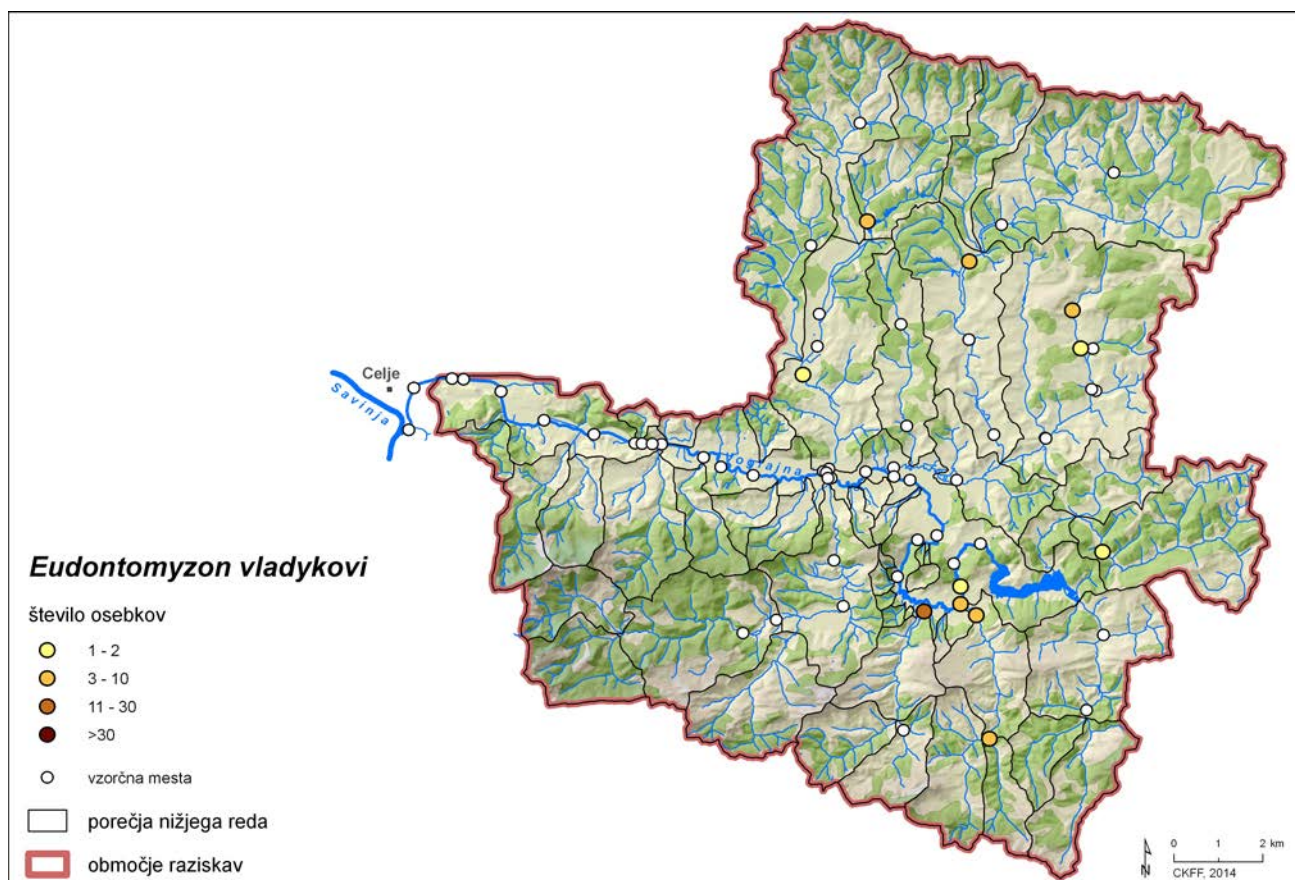 Celje
Savinja
Voglajna
Eudontomyzon vladykovi
število osebkov
1 - 2
3 - 10
11 - 30
>30
vzorčna mesta
porečja nižjega reda
območje raziskav
N
0 1 2 km
CKFF, 2014